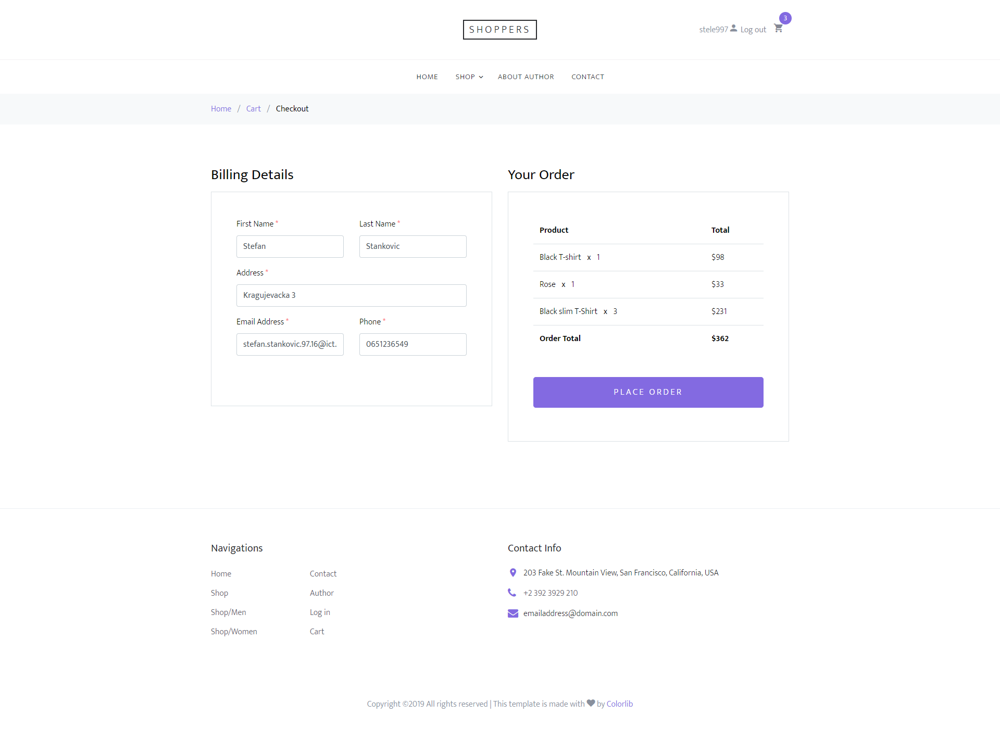 SHOPPERS
stele997 Log out
3
HOME SHOP ABOUT AUTHOR CONTACT
Home / Cart / Checkout
Billing Details
First Name * Last Name *
Stefan Stankovic
Address *
Kragujevacka 3
Email Address * Phone *
stefan.stankovic.97.16@ict. 0651236549
Your Order
Product Total
Black T-shirt x 1 $98
Rose x 1 $33
Black slim T-Shirt x 3 $231
Order Total $362
PLACE ORDER
Navigations
Home Contact
Shop Author
Shop/Men Log in
Shop/Women Cart
Contact Info
203 Fake St. Mountain View, San Francisco, California, USA
+2 392 3929 210
emailaddress@domain.com
Copyright ©2019 All rights reserved | This template is made with by Colorlib